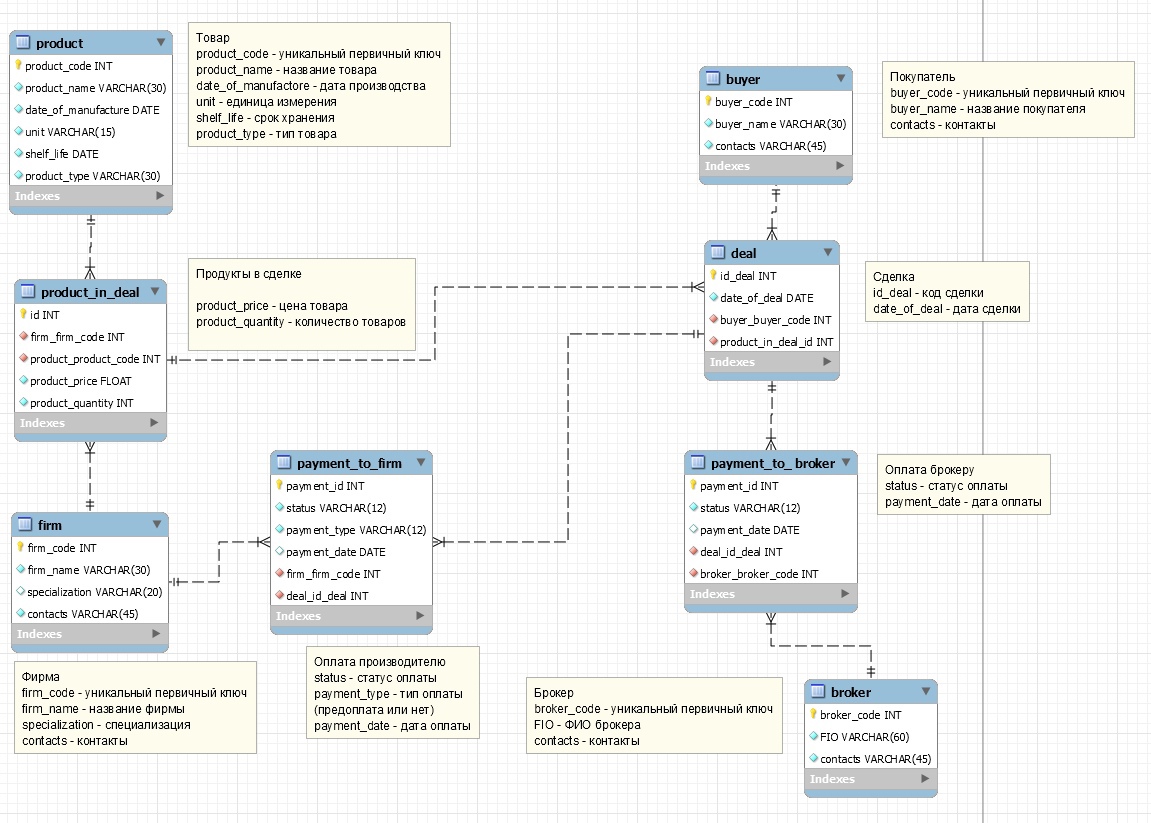 product
product_code INT
product_name VARCHAR(30)
date_of_manufacture DATE
unit VARCHAR(15)
shelf_life DATE
product_type VARCHAR(30)
Indexes
Товар
product_code - уникальный первичный ключ
product_name - название товара
date_of_manufactore - дата производства
unit - единица измерения
shelf_life - срок хранения
product_type - тип товара
buyer
buyer_code INT
buyer_name VARCHAR(30)
contacts VARCHAR(45)
Indexes
Покупатель
buyer_code - уникальный первичный ключ
buyer_name - название покупателя
contacts - контакты
product_in_deal
id INT
firm_firm_code INT
product_product_code INT
product_price FLOAT
product_quantity INT
Indexes
Продукты в сделке
product_price - цена товара
product_quantity - количество товаров
deal
id_deal INT
date_of_deal DATE
buyer_buyer_code INT
product_in_deal_id INT
Indexes
Сделка
id_deal - код сделки
date_of_deal - дата сделки
payment_to_firm
payment_id INT
status VARCHAR(12)
payment_type VARCHAR(12)
payment_date DATE
firm_firm_code INT
deal_id_deal INT
Indexes
payment_to_ broker
payment_id INT
status VARCHAR(12)
payment_date DATE
deal_id_deal INT
broker_broker_code INT
Indexes
Оплата брокеру
status - статус оплаты
payment_date - дата оплаты
firm
firm_code INT
firm_name VARCHAR(30)
specialization VARCHAR(20)
contacts VARCHAR(45)
Indexes
Фирма
firm_code - уникальный первичный ключ
firm_name - название фирмы
specialization - специализация
contacts - контакты
Оплата производителю
status - статус оплаты
payment_type - тип оплаты
(предоплата или нет)
payment_date - дата оплаты
Брокер
broker_code - уникальный первичный ключ
FIO - ФИО брокера
contacts - контакты
broker
broker_code INT
FIO VARCHAR(60)
contacts VARCHAR(45)
Indexes